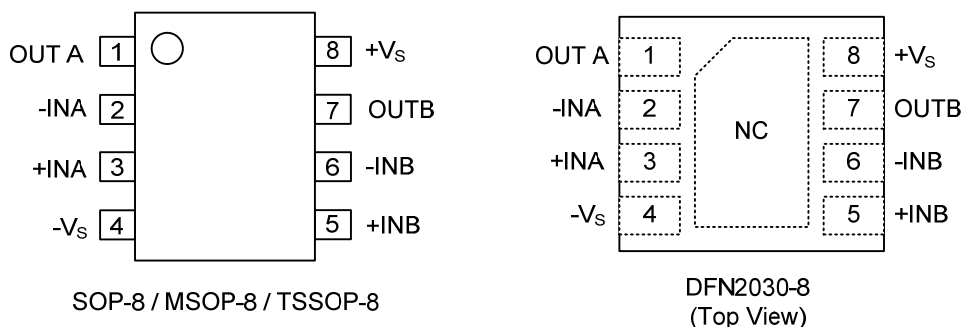 OUT A 1 8 +VS
-INA 2 7 OUTB
+INA 3 6 -INB
-VS 4 5 +INB
SOP-8 / MSOP-8 / TSSOP-8
OUT A 1 8 +VS
-INA 2 7 OUTB
NC
+INA 3 6 -INB
-VS 4 5 +INB
DFN2030-8
(Top View)